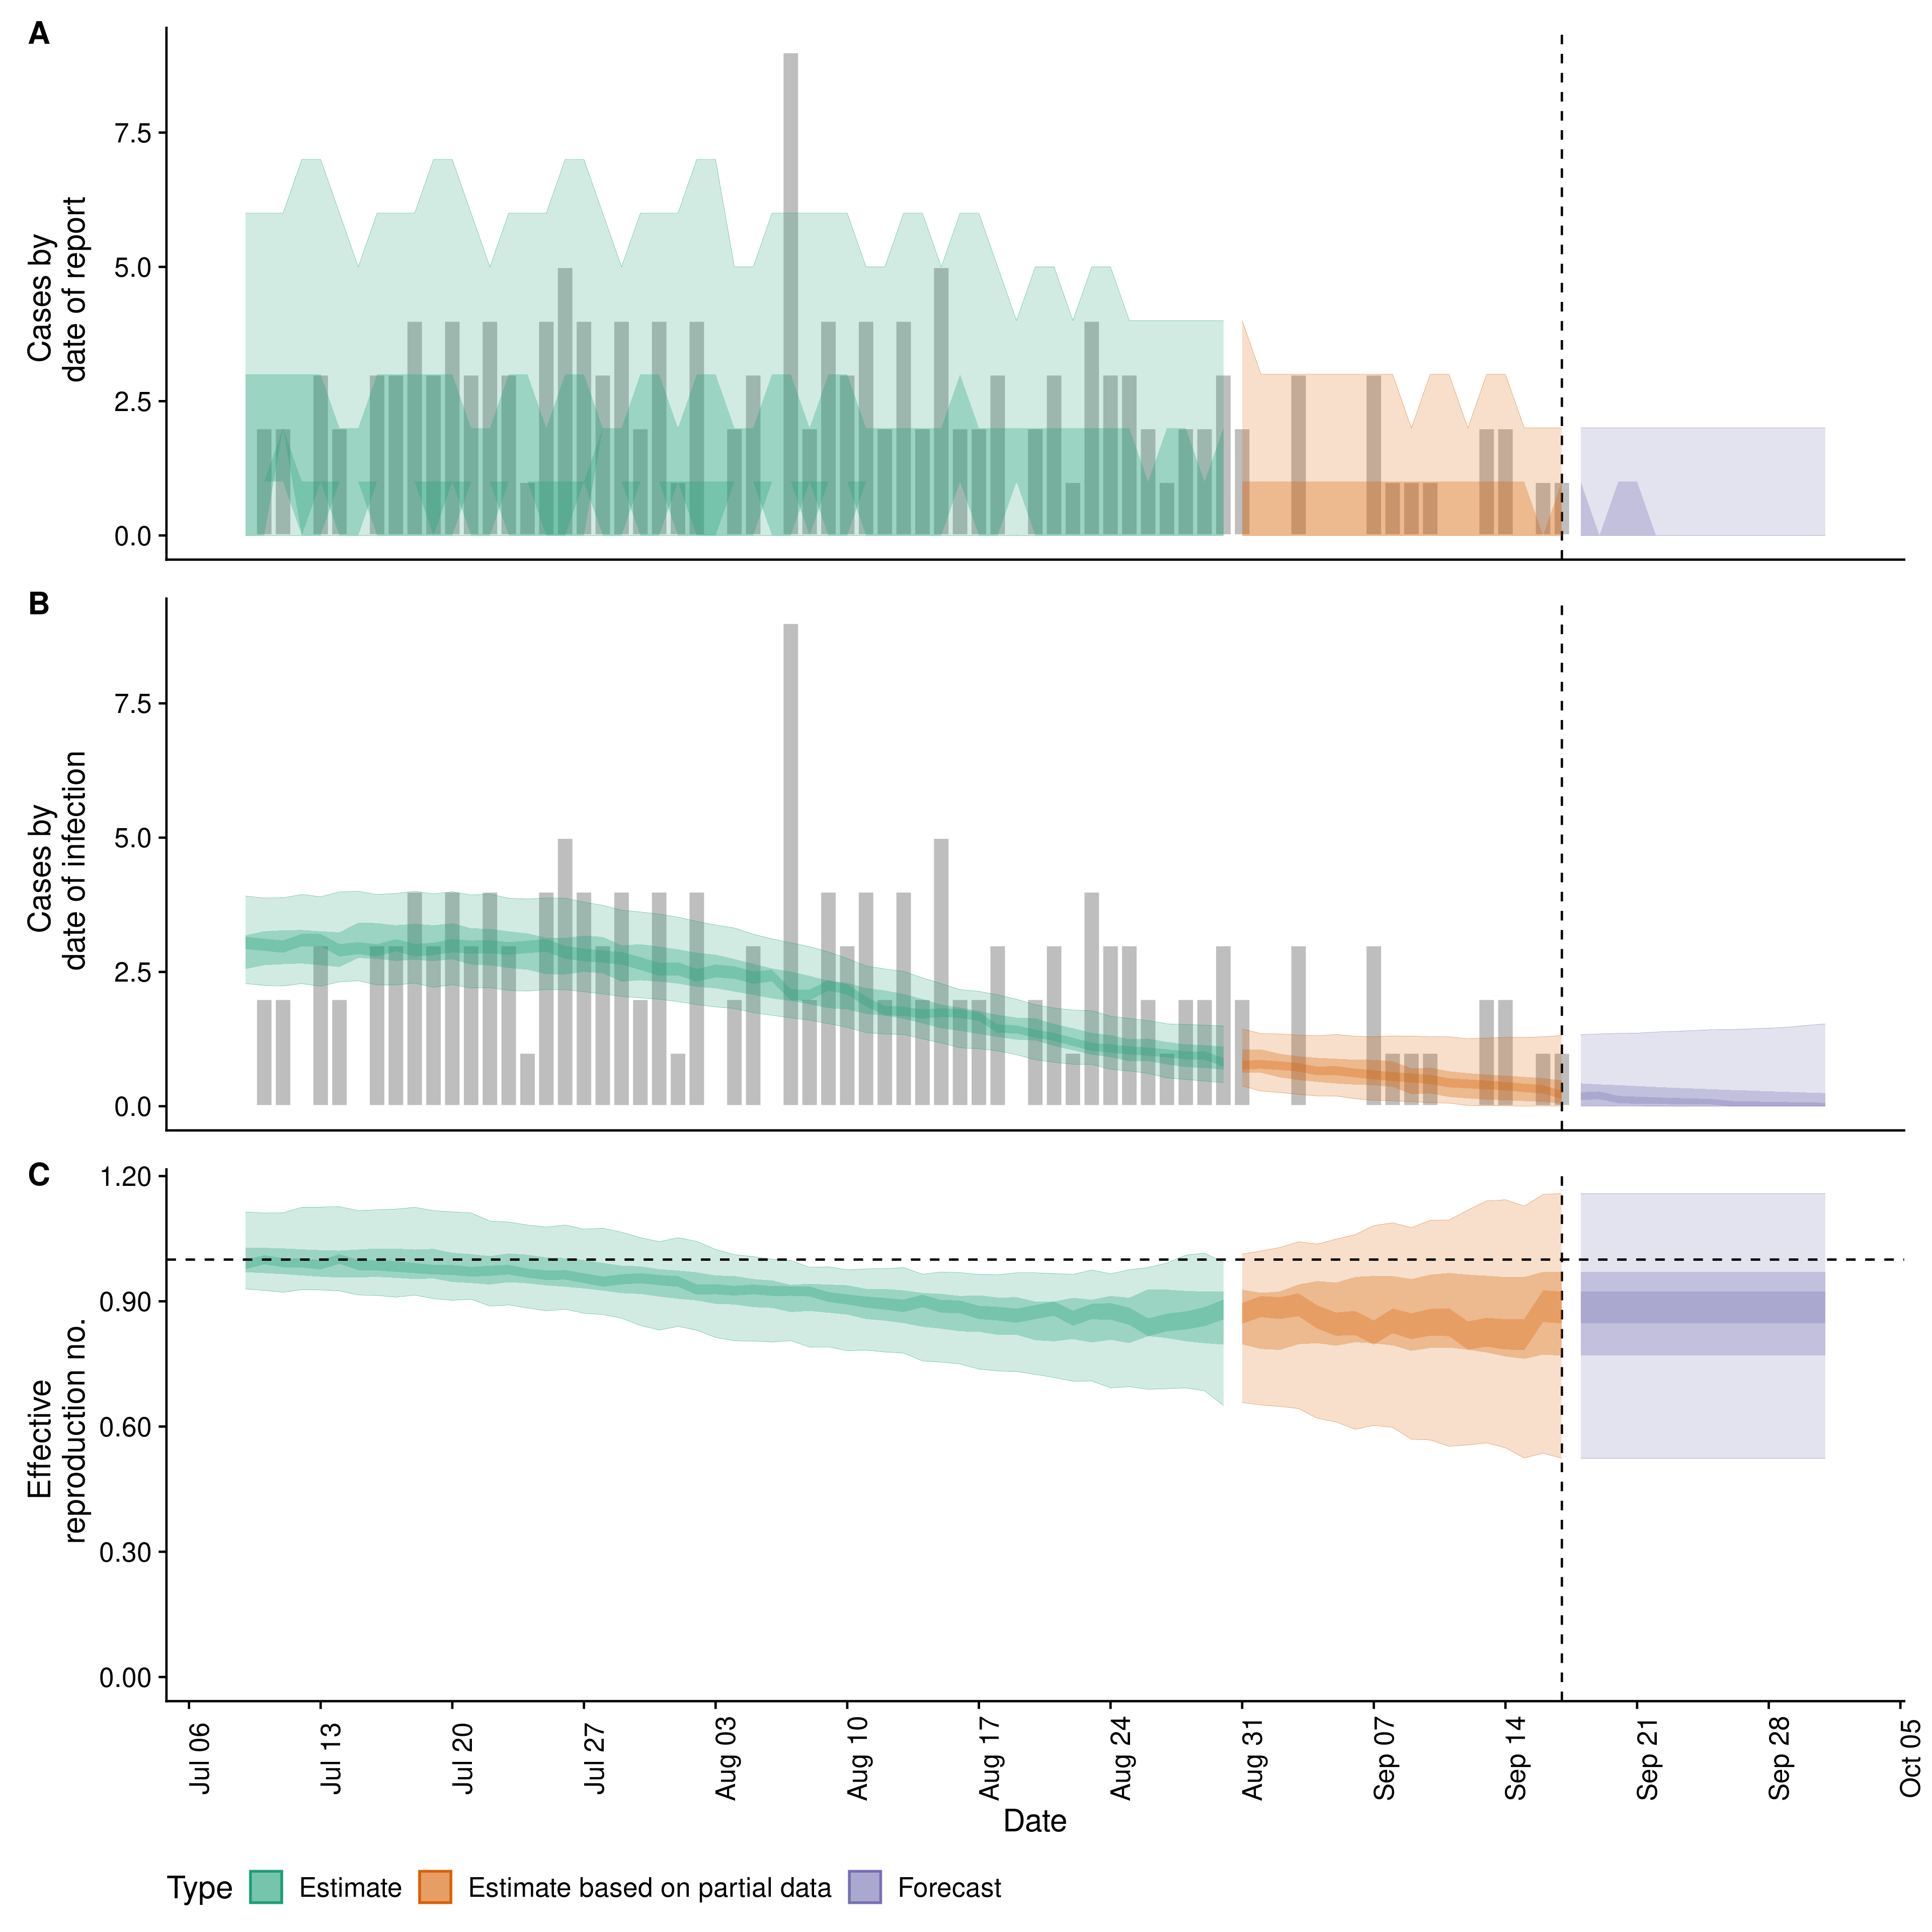 A
Cases by
date of report
7.5
5.0
2.5
0.0
B
Cases by
date of infection
7.5
5.0
2.5
0.0
C
Effective
reproduction no.
1.20
0.90
0.60
0.30
0.00
Jul 06
Jul 13
Jul 20
Jul 27
Aug 03
Aug 10
Aug 17
Aug 24
Aug 31
Sep 07
Sep 14
Sep 21
Sep 28
Oct 05
Date
Type Estimate Estimate based on partial data Forecast